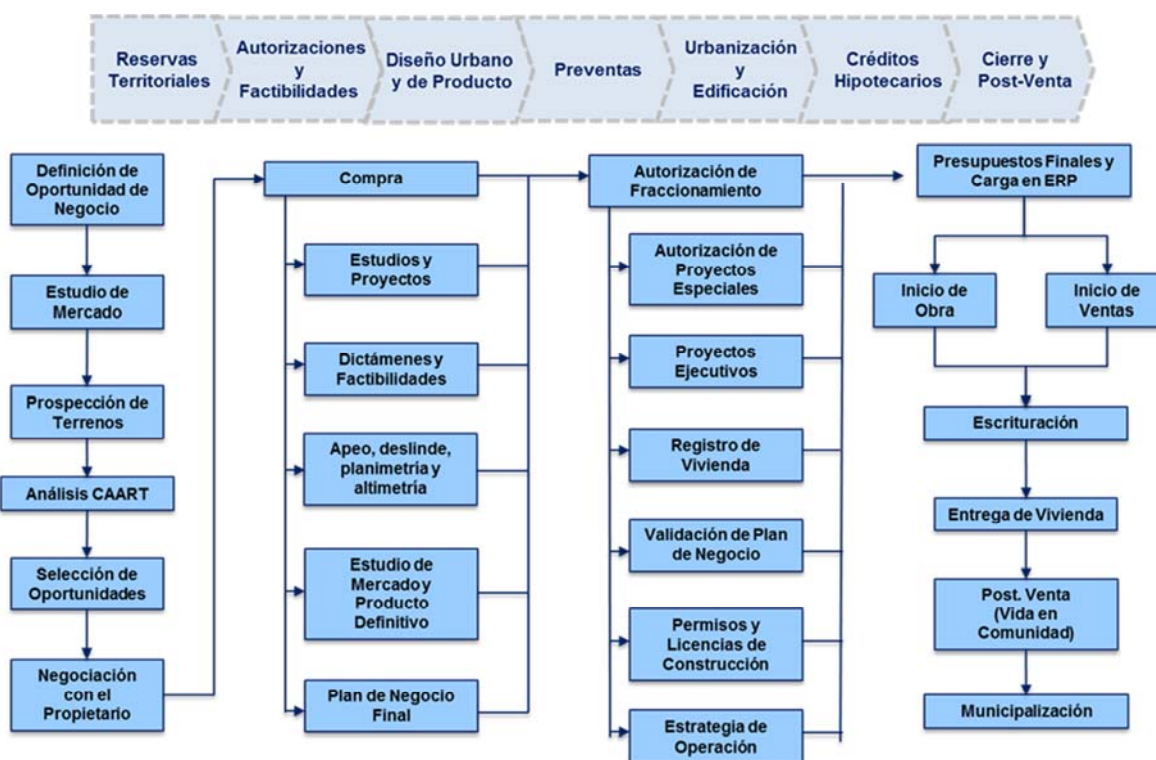 Reservas
Territoriales
Autorizaciones
y
Factibilidades
Diseño Urbano
y de Producto
Preventas
Urbanización
y
Edificación
Créditos
Hipotecarios
Cierre y
Post-Venta
Definición de
Oportunidad de
Negocio
Estudio de
Mercado
Prospección de
Terrenos
Análisis CAART
Selección de
Oportunidades
Negociación
con el
Propietario
Compra
Estudios y
Proyectos
Dictámenes y
Factibilidades
Apeo, deslinde,
planimetría y
altimetría
Estudio de
Mercado y
Producto
Definitivo
Plan de Negocio
Final
Autorización de
Fraccionamiento
Autorización de
Proyectos
Especiales
Proyectos
Ejecutivos
Registro de
Vivienda
Validación de Plan
de Negocio
Permisos y
Licencias de
Construcción
Estrategia de
Operación
Presupuestos Finales y
Carga en ERP
Inicio de
Obra
Inicio de
Ventas
Escrituración
Entrega de Vivienda
Post. Venta
(Vida en
Comunidad)
Municipalización